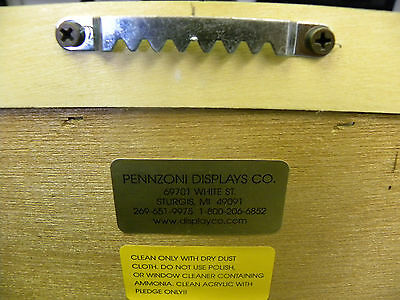 PENNZONI DISPLAYS CO.
69701 WHITE ST.
STURGIS, MI 49091
269-651-9975 1-800-206-6852
www.displayco.com
CLEAN ONLY WITH DRY DUST
CLOTH. DO NOT USE POLISH,
OR WINDOW CLEANER CONTAINING
AMMONIA. CLEAN ACRYLIC WITH
PLEDGE ONLY!!